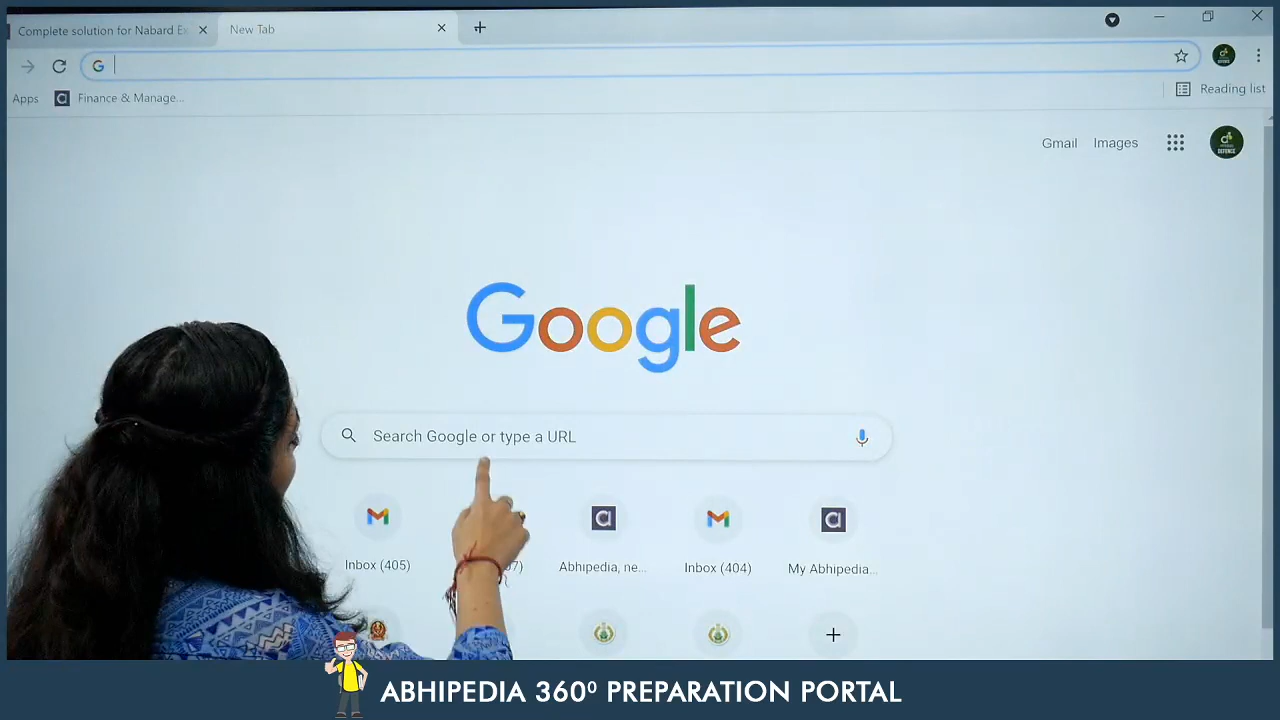 Complete solution for Nabard Ex
New Tab
Apps
Finance & Manage...
Reading list
Gmail
Images
DEFENCE
Google
Search Google or type a URL
Inbox (405)
Abhipedia, ne...
Inbox (404)
My Abhipedia...
ABHIPEDIA 360⁰ PREPARATION PORTAL